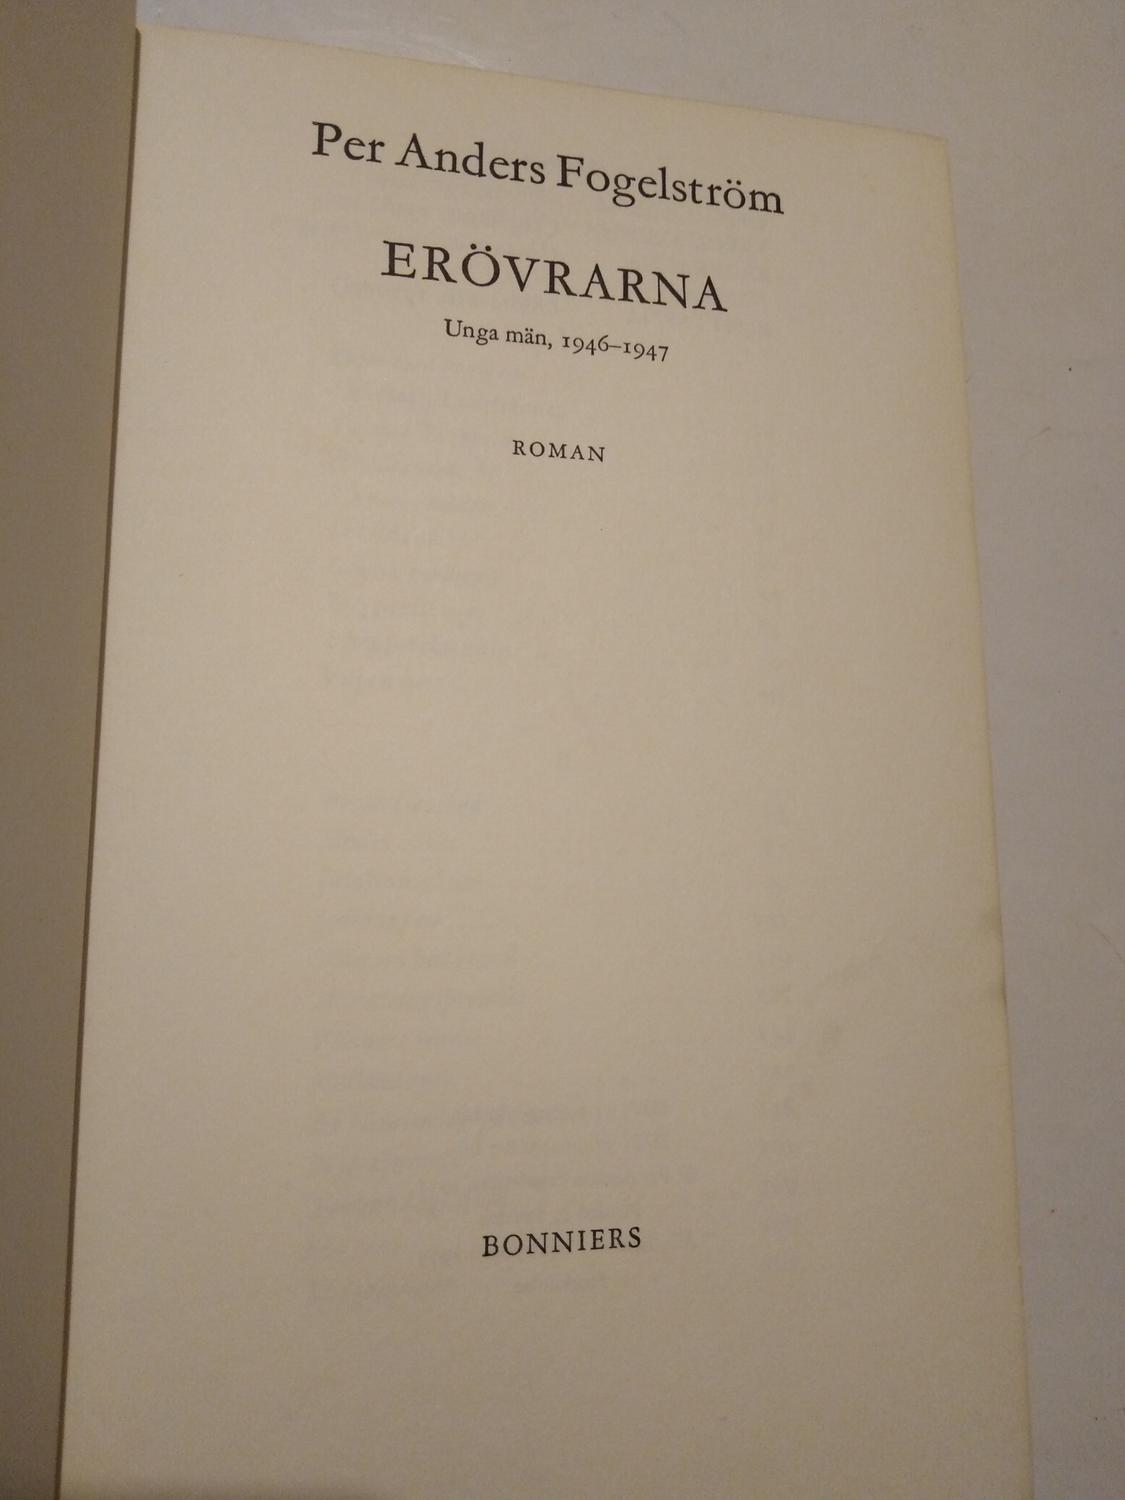 Per Anders Fogelström
ERÖVRARNA
Unga män, 1946–1947
ROMAN
BONNIERS